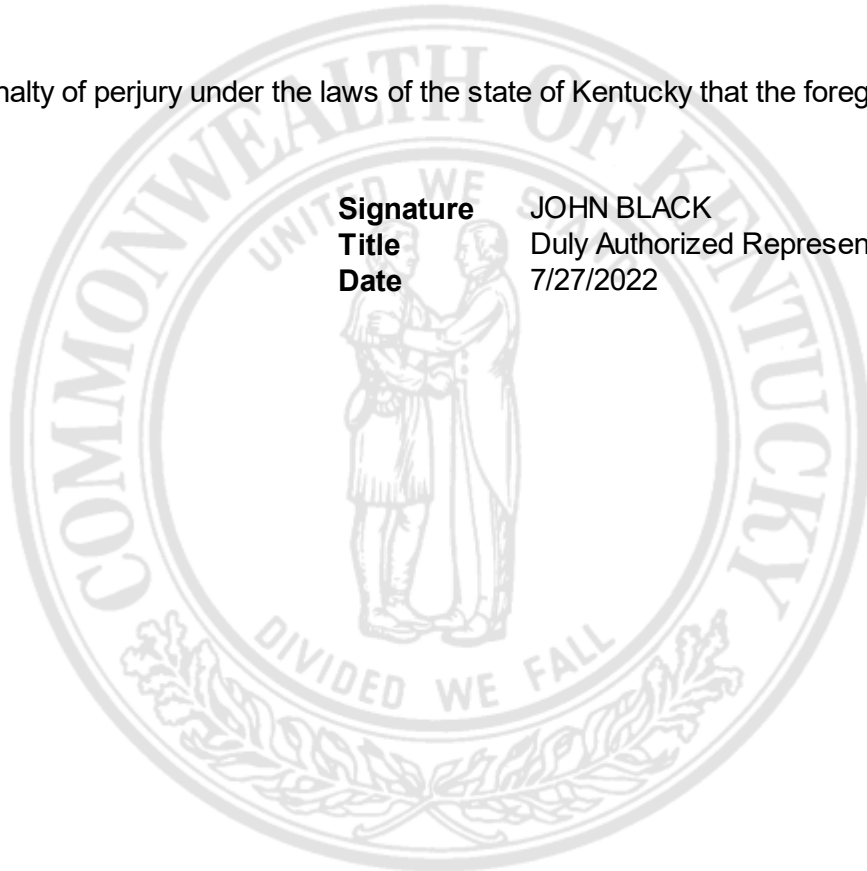 nalty of perjury under the laws of the state of Kentucky that the foreg
Signature JOHN BLACK
Title Duly Authorized Represen
Date 7/27/2022
COMMONWEALTH OF KENTUCKY
UNITED WE STAND
DIVIDED WE FALL